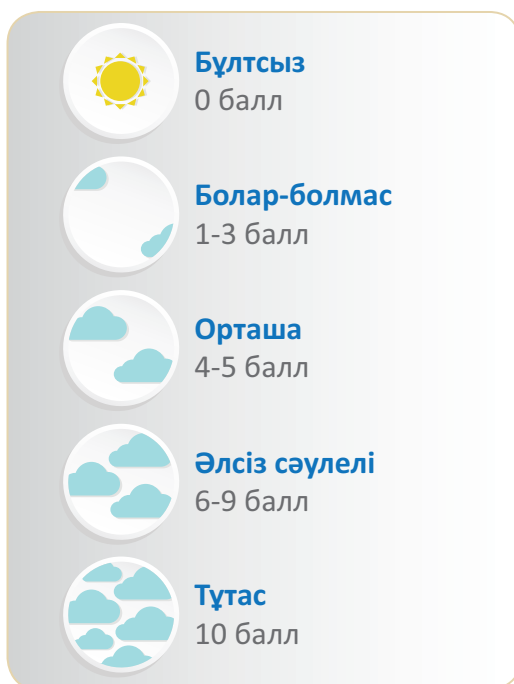 Бұлтсыз
0 балл
Болар-болмас
1-3 балл
Орташа
4-5 балл
Әлсіз сәулелі
6-9 балл
Тұтас
10 балл